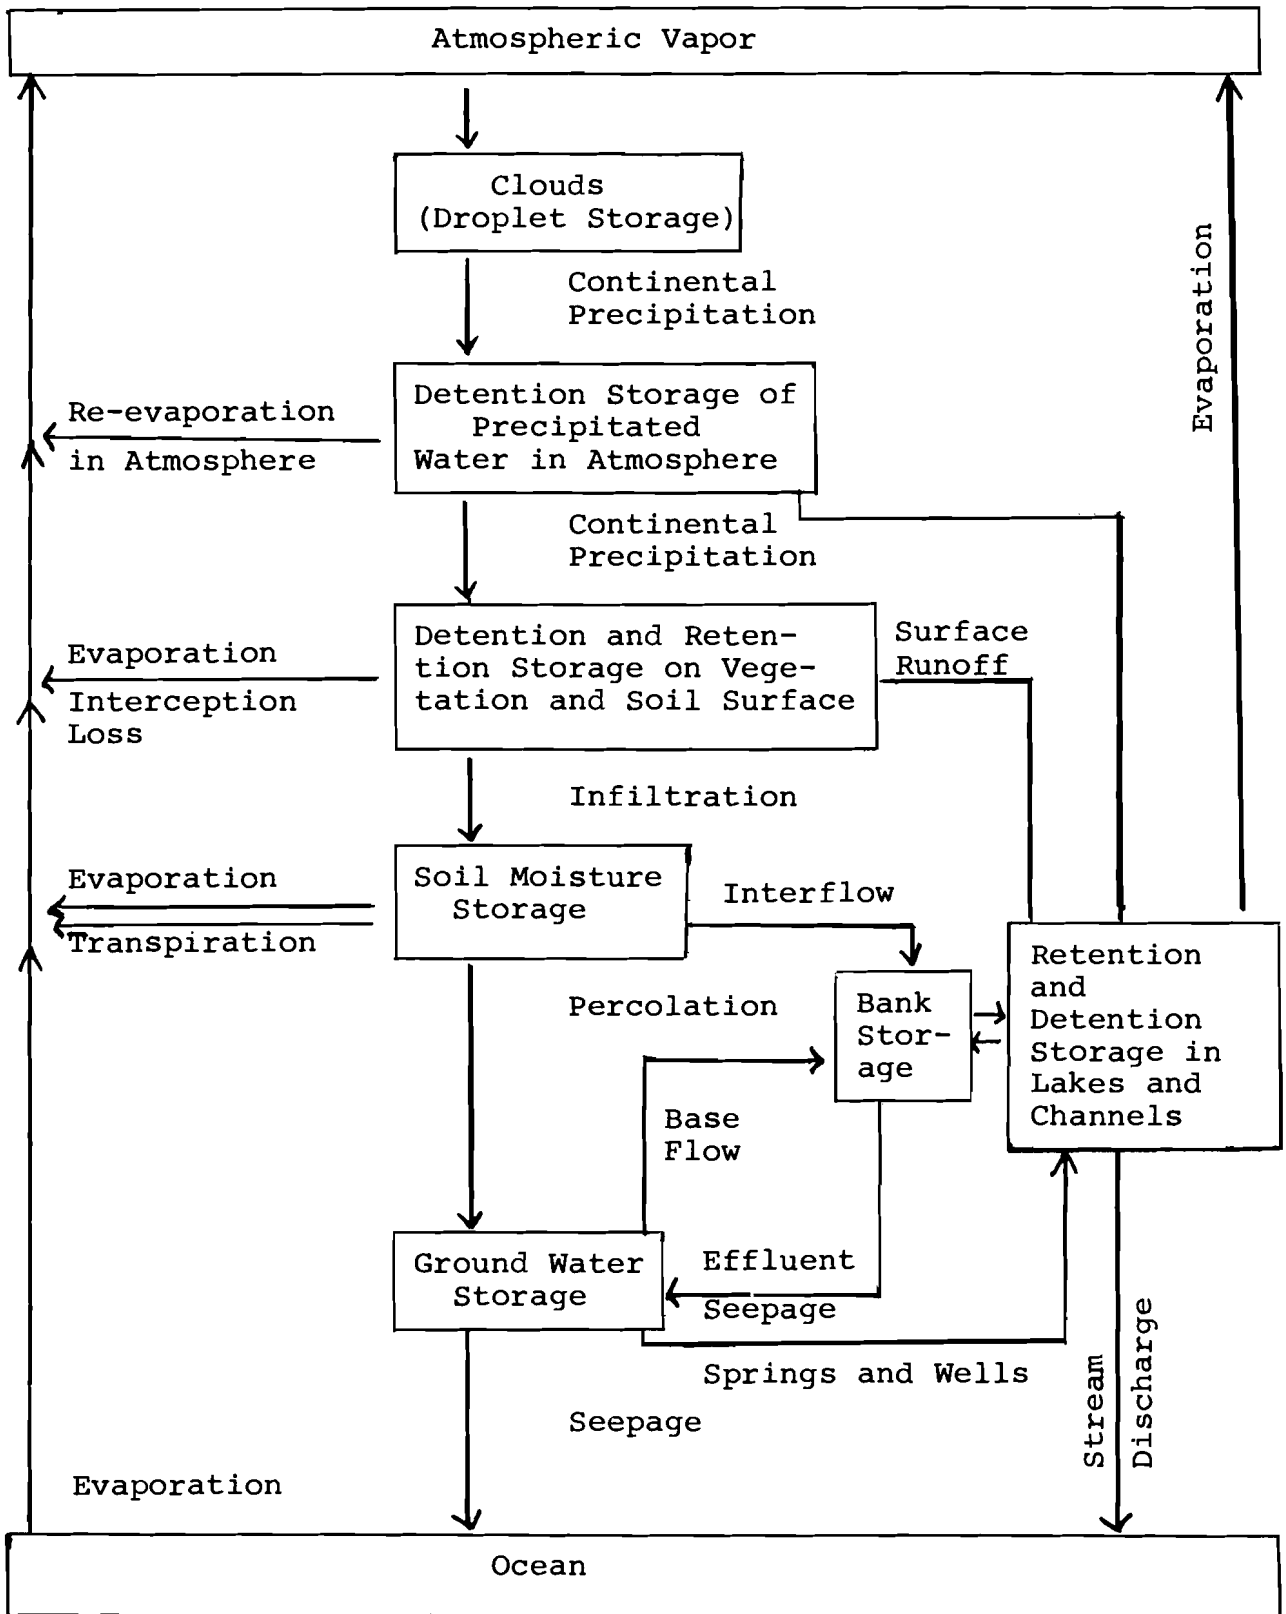 Atmospheric Vapor
Clouds
(Droplet Storage)
Continental
Precipitation
Evaporation
Detention Storage of
Precipitated
Water in Atmosphere
Re-evaporation
in Atmosphere
Continental
Precipitation
Detention and Reten-
tion Storage on Vege-
tation and Soil Surface
Surface
Runoff
Evaporation
Interception
Loss
Infiltration
Soil Moisture
Storage
Evaporation
Transpiration
Interflow
Percolation
Bank
Stor-
age
Retention
and
Detention
Storage in
Lakes and
Channels
Base
Flow
Ground Water
Storage
Effluent
Seepage
Springs and Wells
Stream
Discharge
Seepage
Evaporation
Ocean